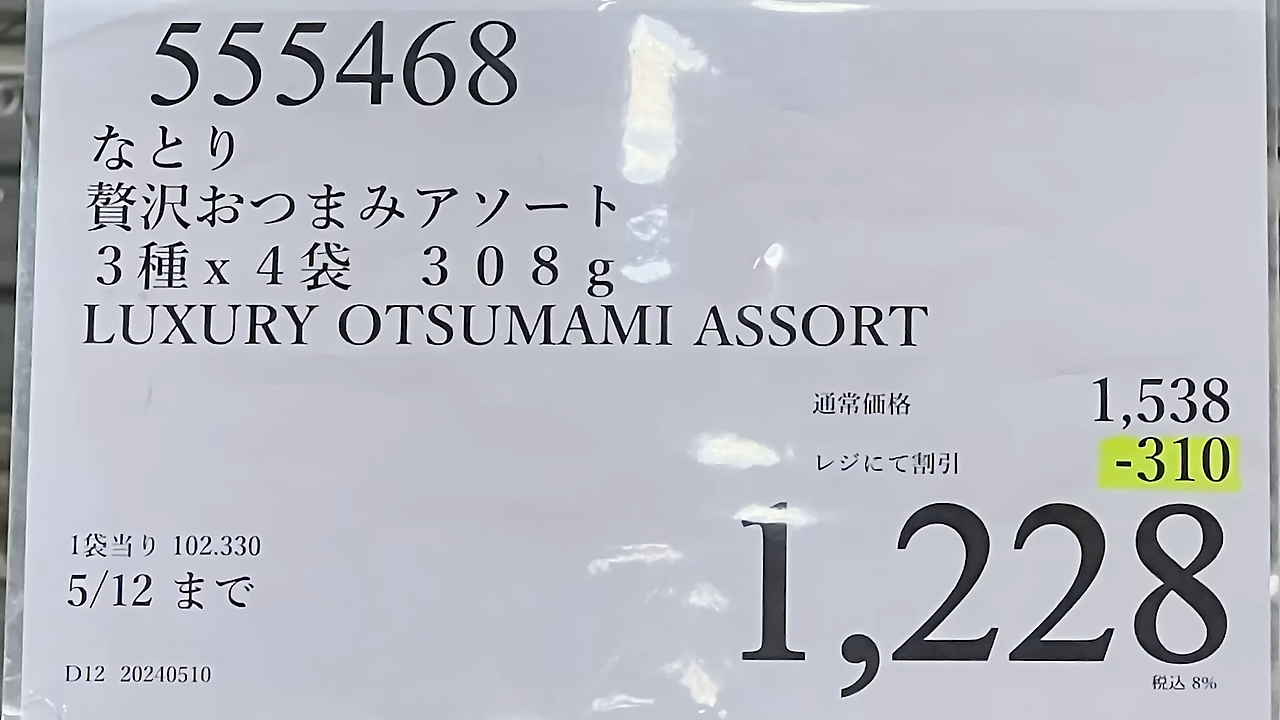 555468
なとり
贅沢おつまみアソート
3種x4袋　308g
LUXURY OTSUMAMI ASSORT
通常価格 1,538
レジにて割引 -310
1,228
1袋当り 102.330
5/12 まで
D12 20240510
税込 8%